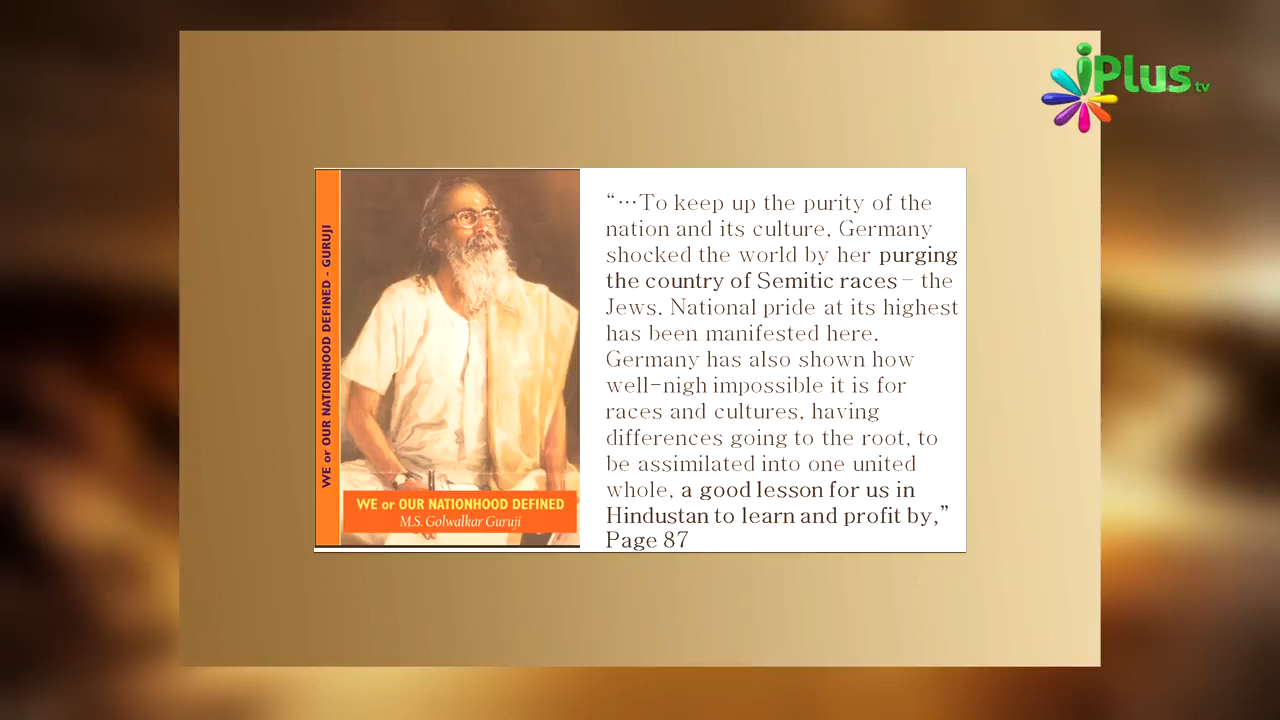 iPlus tv
WE or OUR NATIONHOOD DEFINED - GURUJI
WE or OUR NATIONHOOD DEFINED
M.S. Golwalkar Guruji
“…To keep up the purity of the
nation and its culture, Germany
shocked the world by her purging
the country of Semitic races – the
Jews. National pride at its highest
has been manifested here.
Germany has also shown how
well-nigh impossible it is for
races and cultures, having
differences going to the root, to
be assimilated into one united
whole, a good lesson for us in
Hindustan to learn and profit by,”
Page 87